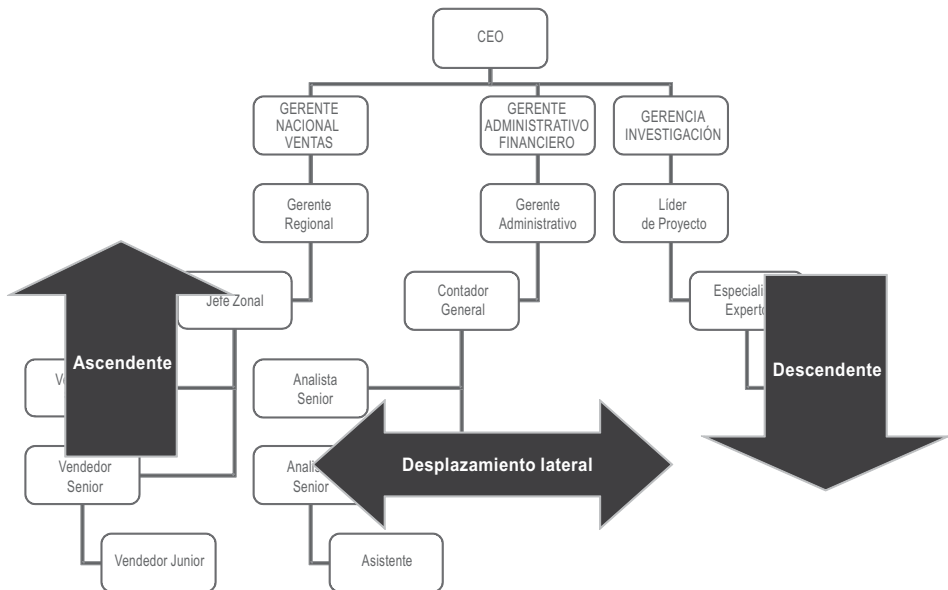 CEO
GERENTE
NACIONAL
VENTAS
GERENTE
ADMINISTRATIVO
FINANCIERO
GERENCIA
INVESTIGACIÓN
Gerente
Regional
Gerente
Administrativo
Líder
de Proyecto
Jefe Zonal
Contador
General
Experto
Ascendente
Analista
Senior
Descendente
Vendedor
Senior
Senior
Desplazamiento lateral
Vendedor Junior
Asistente